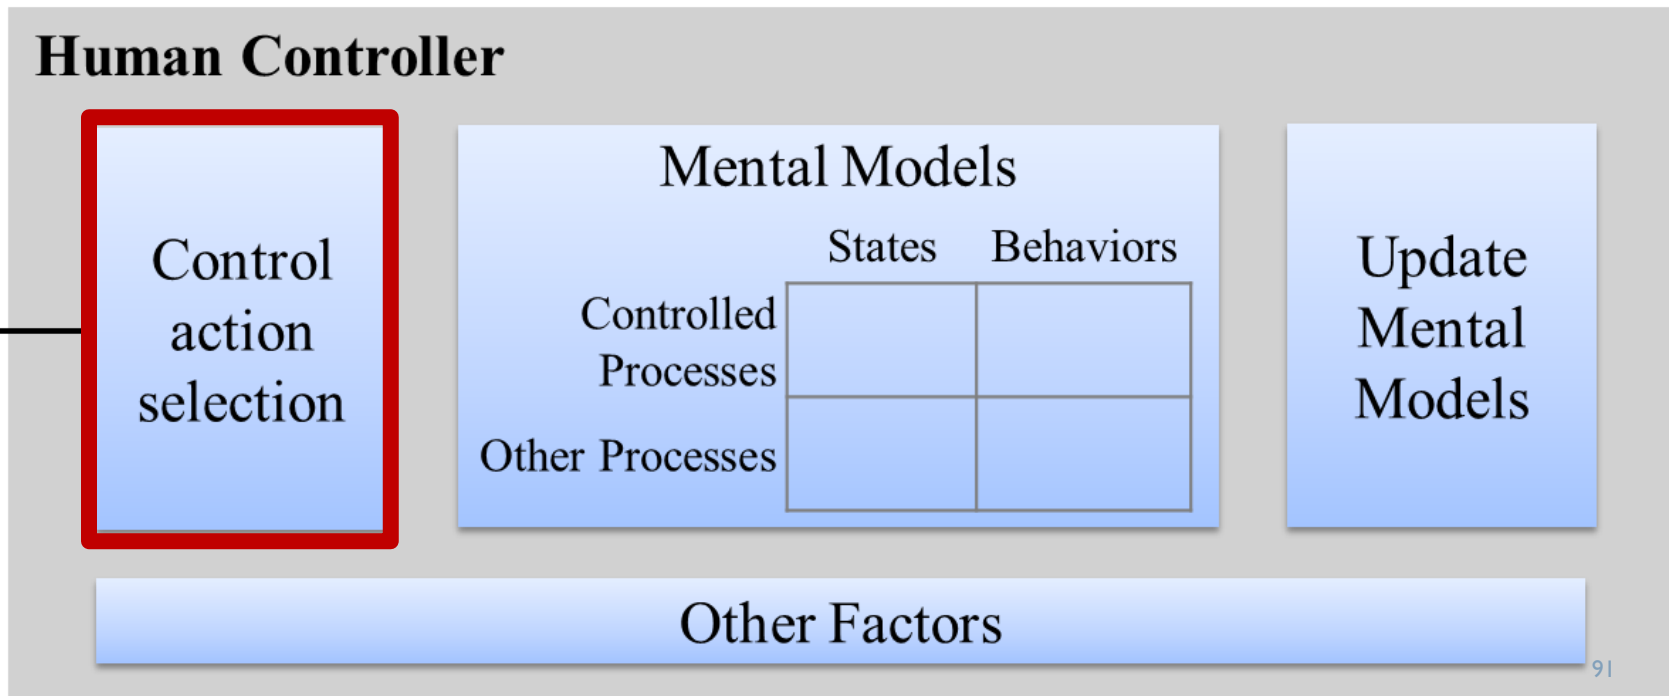 Human Controller
Control
action
selection
Mental Models
States Behaviors
Controlled
Processes
Other Processes
Update
Mental
Models
Other Factors
91